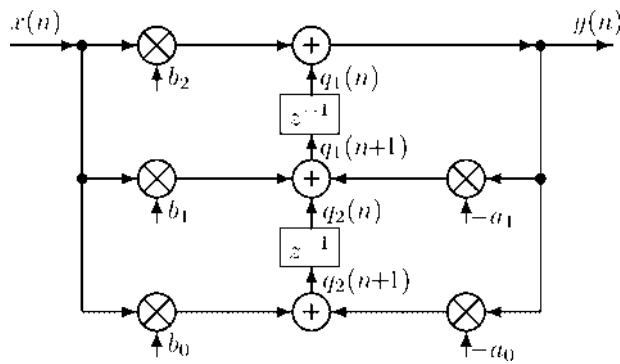 x(n) y(n)
+
b₂ q₁(n)
z⁻¹
q₁(n+1)
+
b₁ q₂(n) −a₁
z⁻¹
q₂(n+1)
+
b₀ −a₀